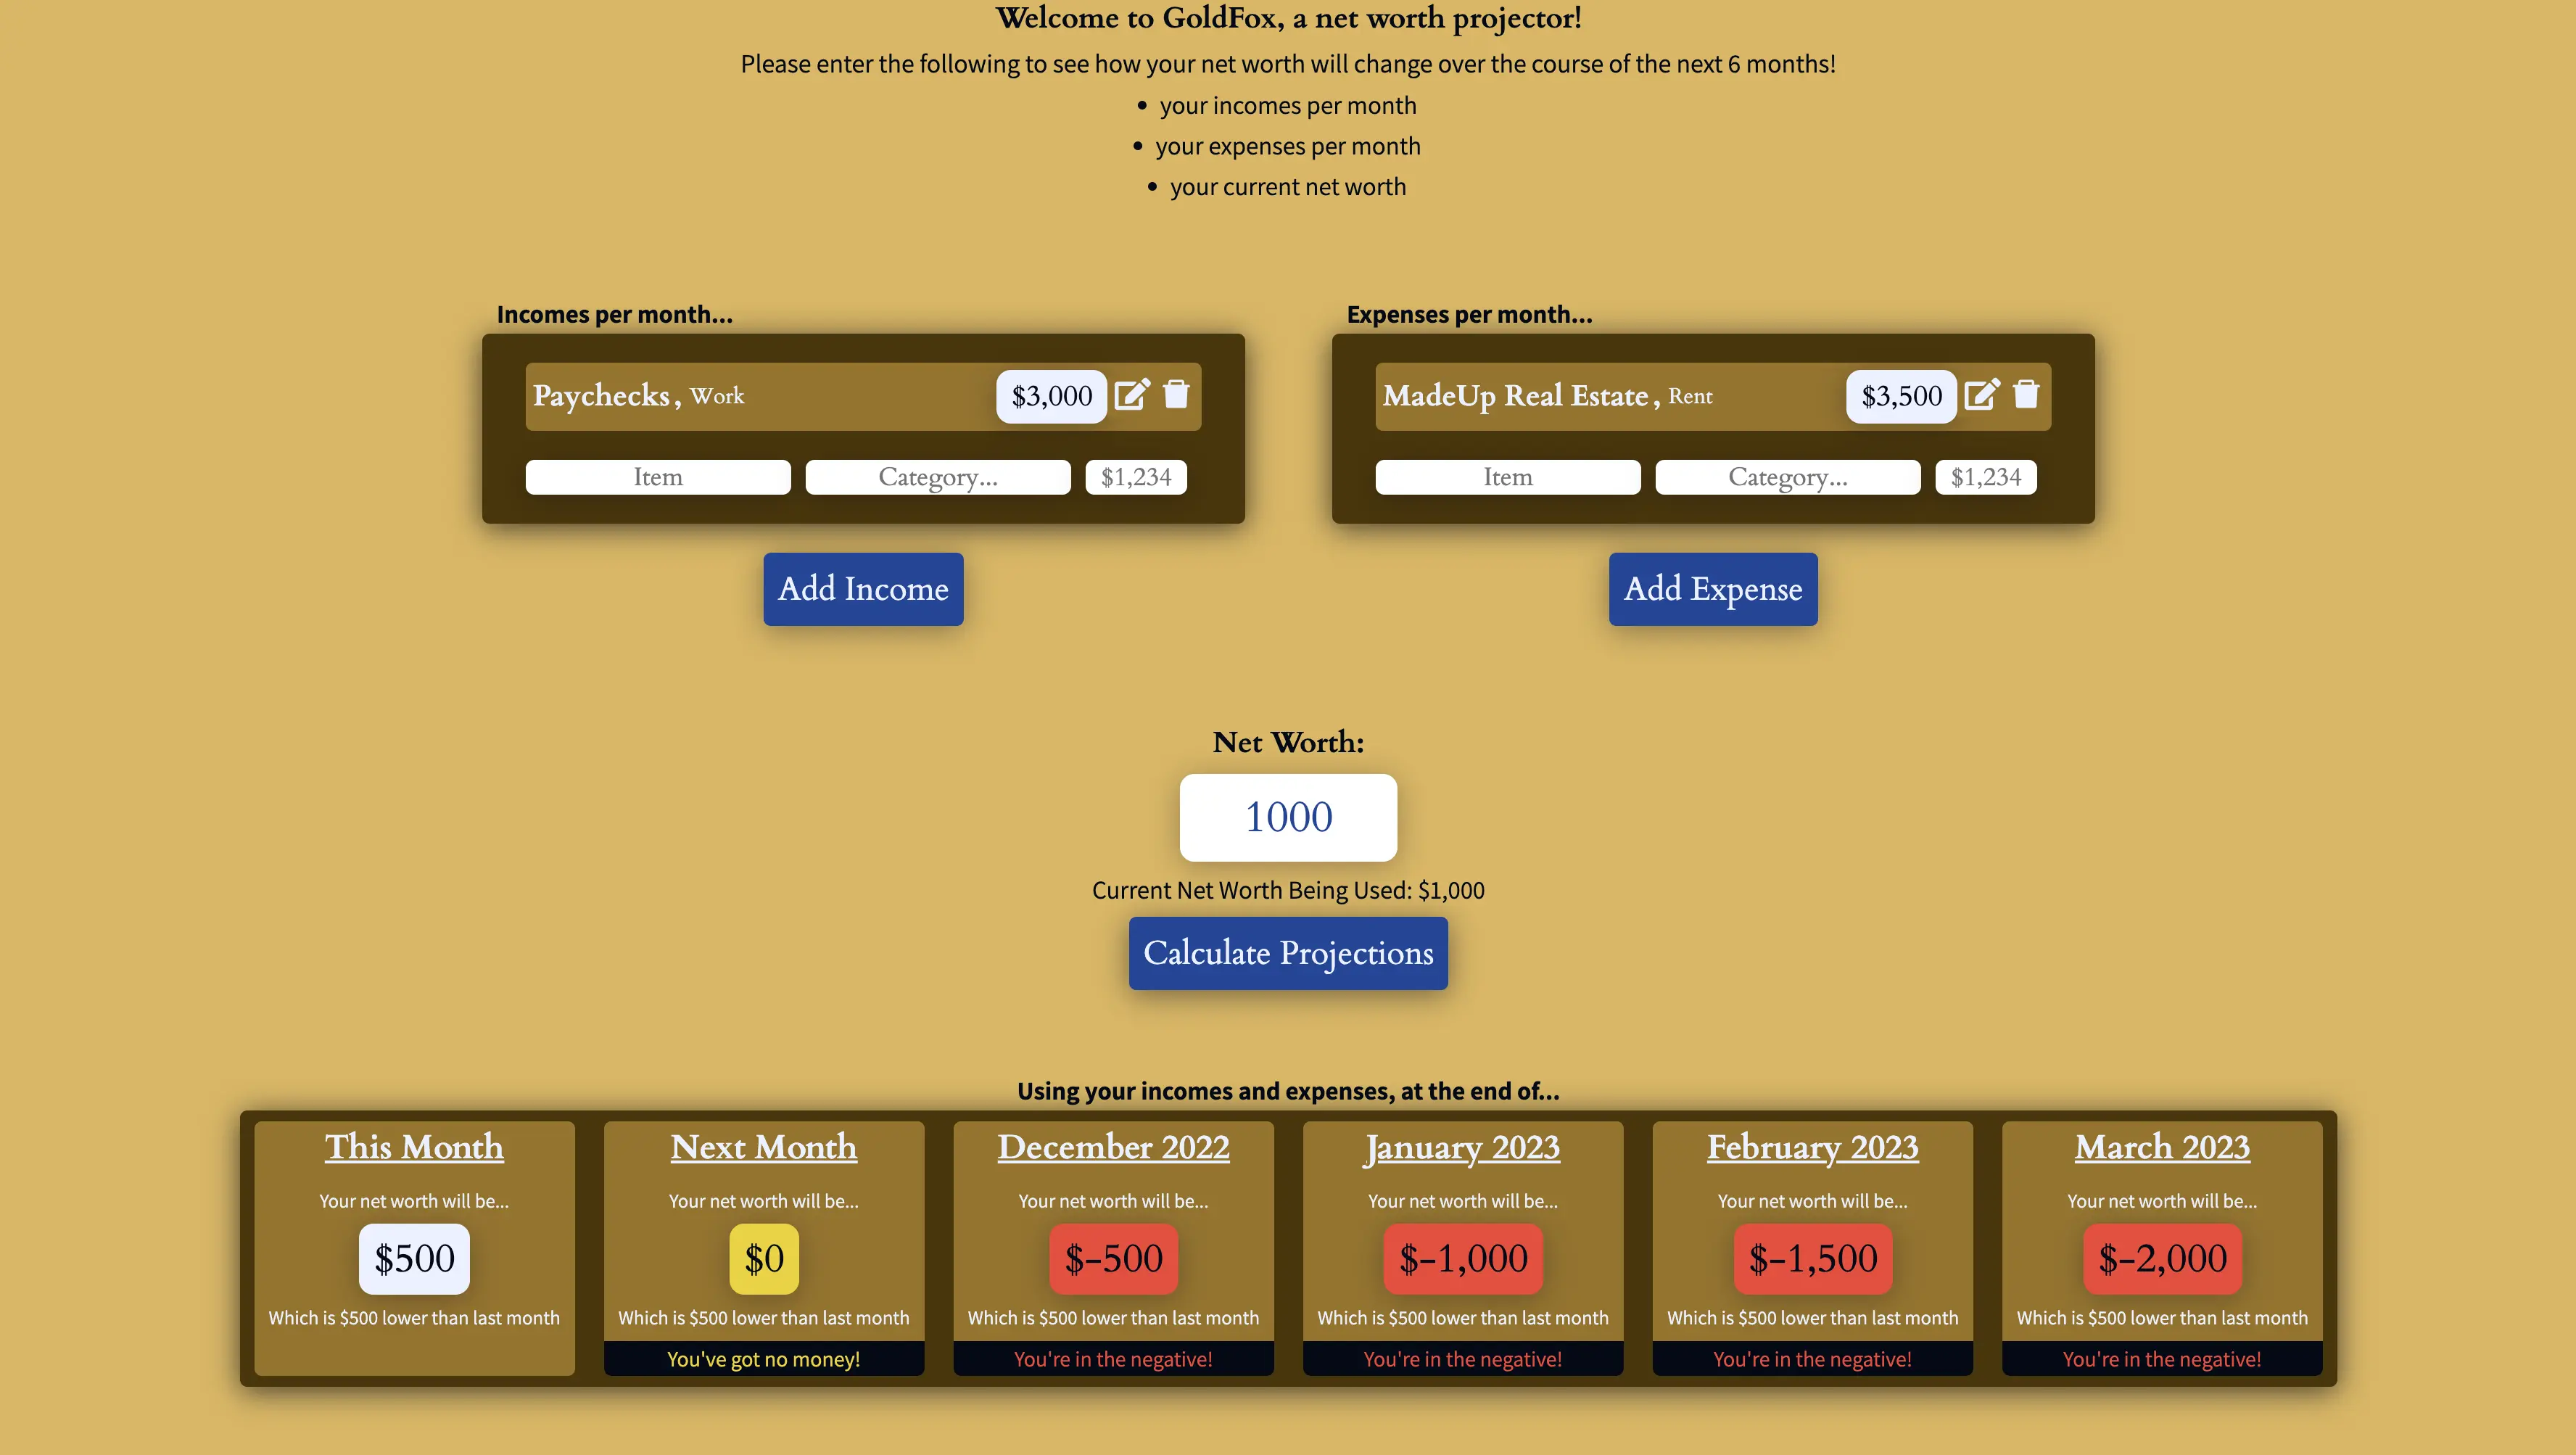 Welcome to GoldFox, a net worth projector!
Please enter the following to see how your net worth will change over the course of the next 6 months!
• your incomes per month
• your expenses per month
• your current net worth
Incomes per month...
Paychecks, Work $3,000
Item Category... $1,234
Add Income
Expenses per month...
MadeUp Real Estate, Rent $3,500
Item Category... $1,234
Add Expense
Net Worth:
1000
Current Net Worth Being Used: $1,000
Calculate Projections
Using your incomes and expenses, at the end of...
This Month
Your net worth will be...
$500
Which is $500 lower than last month
Next Month
Your net worth will be...
$0
Which is $500 lower than last month
You've got no money!
December 2022
Your net worth will be...
$-500
Which is $500 lower than last month
You're in the negative!
January 2023
Your net worth will be...
$-1,000
Which is $500 lower than last month
You're in the negative!
February 2023
Your net worth will be...
$-1,500
Which is $500 lower than last month
You're in the negative!
March 2023
Your net worth will be...
$-2,000
Which is $500 lower than last month
You're in the negative!